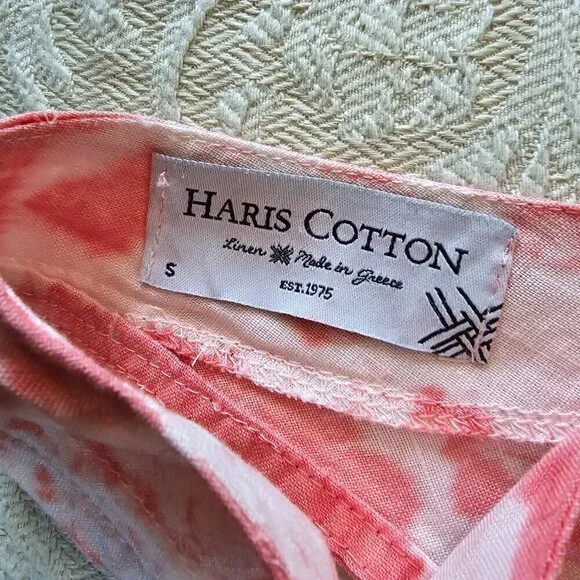 HARIS COTTON
Linen Made in Greece
S
EST.1975